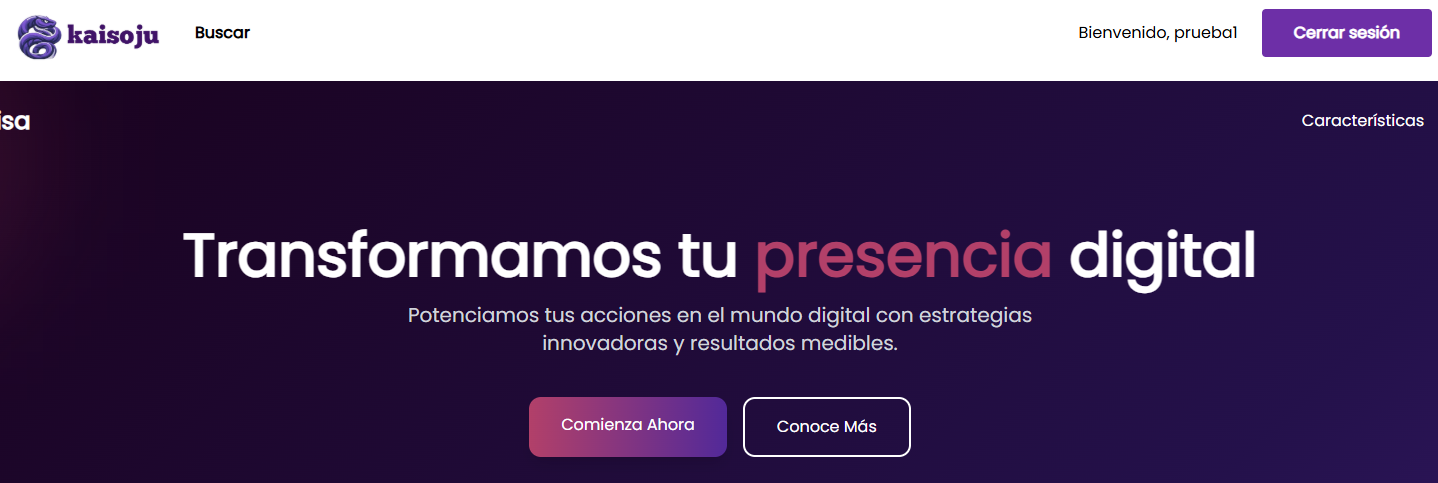 kaisoju
Buscar
Bienvenido, prueba1
Cerrar sesión
isa
Características
Transformamos tu presencia digital
Potenciamos tus acciones en el mundo digital con estrategias
innovadoras y resultados medibles.
Comienza Ahora
Conoce Más